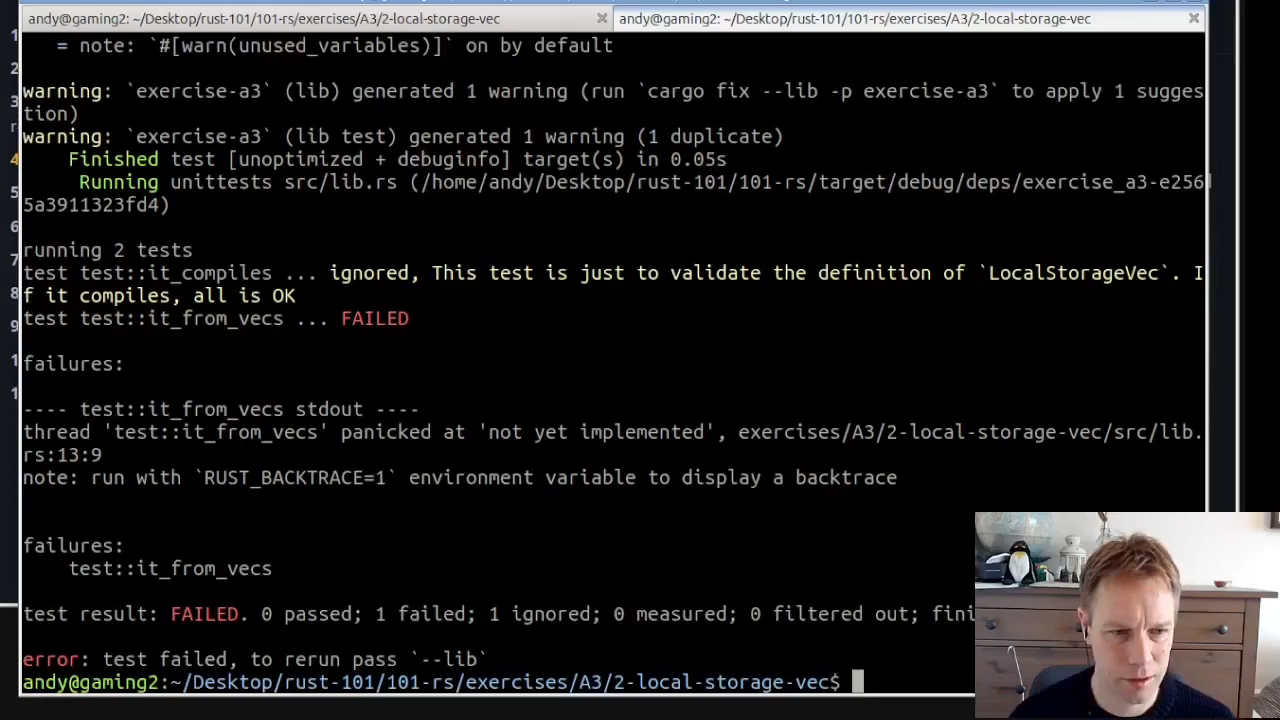 andy@gaming2: ~/Desktop/rust-101/101-rs/exercises/A3/2-local-storage-vec
andy@gaming2: ~/Desktop/rust-101/101-rs/exercises/A3/2-local-storage-vec
= note: `#[warn(unused_variables)]` on by default
warning: `exercise-a3` (lib) generated 1 warning (run `cargo fix --lib -p exercise-a3` to apply 1 sugges
tion)
warning: `exercise-a3` (lib test) generated 1 warning (1 duplicate)
Finished test [unoptimized + debuginfo] target(s) in 0.05s
Running unittests src/lib.rs (/home/andy/Desktop/rust-101/101-rs/target/debug/deps/exercise_a3-e256
5a3911323fd4)
running 2 tests
test test::it_compiles ... ignored, This test is just to validate the definition of `LocalStorageVec`. I
f it compiles, all is OK
test test::it_from_vecs ... FAILED
failures:
---- test::it_from_vecs stdout ----
thread 'test::it_from_vecs' panicked at 'not yet implemented', exercises/A3/2-local-storage-vec/src/lib.
rs:13:9
note: run with `RUST_BACKTRACE=1` environment variable to display a backtrace
failures:
test::it_from_vecs
test result: FAILED. 0 passed; 1 failed; 1 ignored; 0 measured; 0 filtered out; fini
error: test failed, to rerun pass `--lib`
andy@gaming2:~/Desktop/rust-101/101-rs/exercises/A3/2-local-storage-vec$